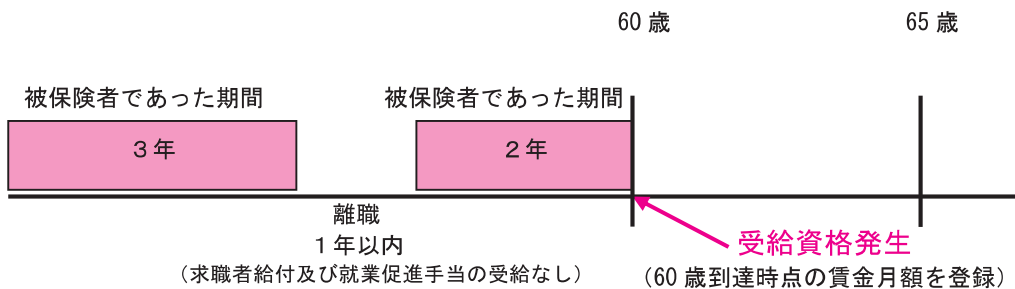 60 歳
65 歳
被保険者であった期間
被保険者であった期間
3 年
2 年
離職
1 年以内
（求職者給付及び就業促進手当の受給なし）
受給資格発生
（60 歳到達時点の賃金月額を登録）